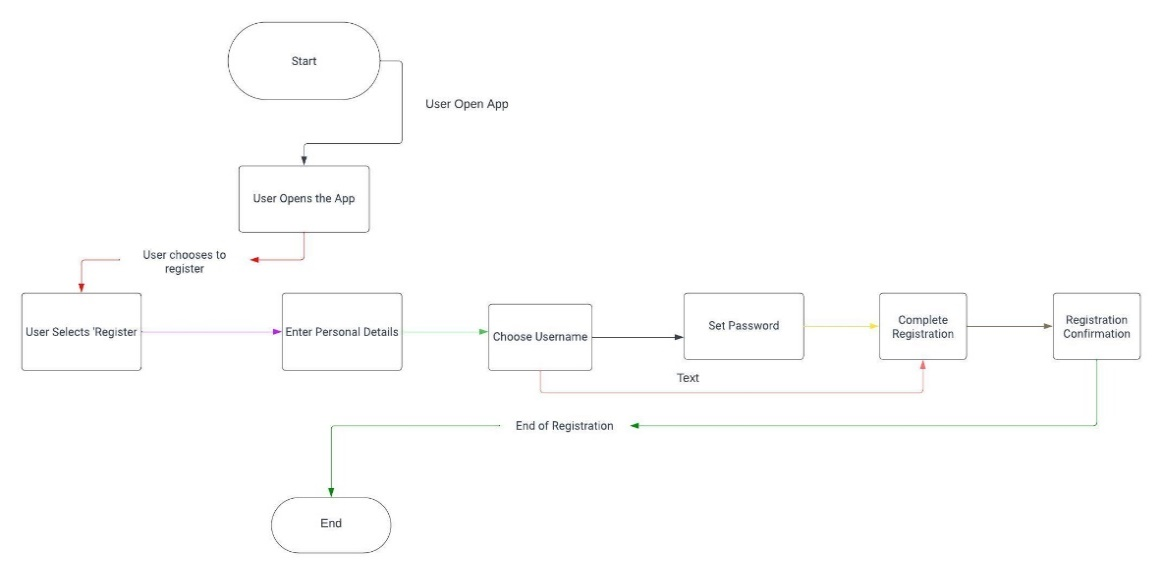 Start
User Open App
User Opens the App
User chooses to
register
User Selects 'Register
Enter Personal Details
Choose Username
Set Password
Complete
Registration
Registration
Confirmation
Text
End of Registration
End